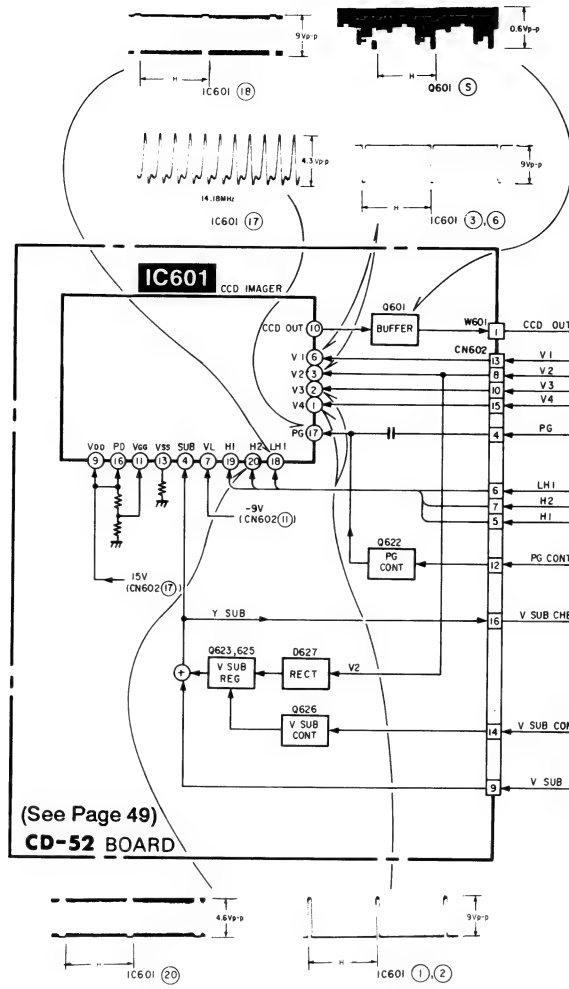 9Vp-p
0.6Vp-p
H
H
IC601 (18)
Q601 (S)
4.3Vp-p
9Vp-p
14.18MHz
H
IC601 (17)
IC601 (3),(6)
IC601 CCD IMAGER
CCD OUT 10
Q601
BUFFER
W601
1 CCD OUT
CN602
V1 6
13 V1
V2 3
8 V2
V3 2
10 V3
V4 1
15 V4
PG 17
4 PG
VDD PD VGG VSS SUB VL H1 H2 LH1
9 16 11 13 4 7 19 20 18
6 LH1
7 H2
5 H1
-9V
(CN602(11))
Q622
PG
CONT
12 PG CONT
15V
(CN602(17))
Y SUB
16 V SUB CHE
Q623,625
V SUB
REG
D627
RECT
V2
+
Q626
V SUB
CONT
14 V SUB CON
9 V SUB
(See Page 49)
CD-52 BOARD
4.6Vp-p
9Vp-p
H
H
IC601 (20)
IC601 (1),(2)